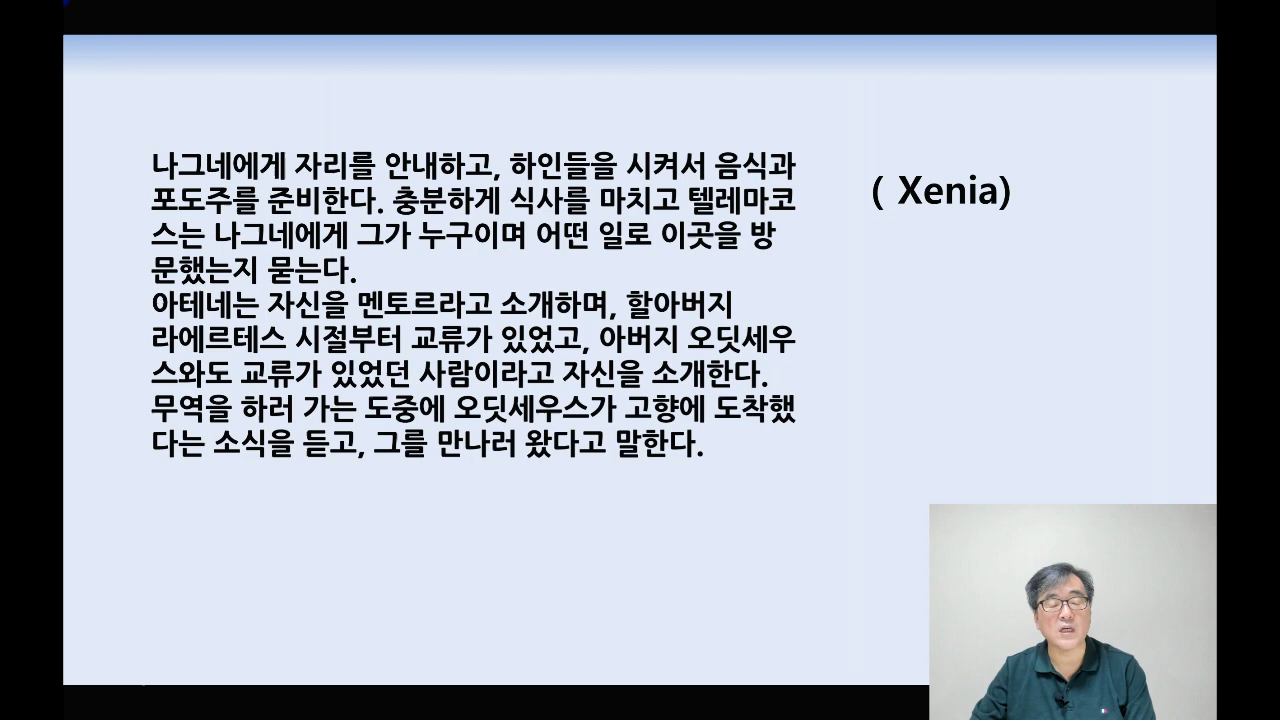 나그네에게 자리를 안내하고, 하인들을 시켜서 음식과
포도주를 준비한다. 충분하게 식사를 마치고 텔레마코
스는 나그네에게 그가 누구이며 어떤 일로 이곳을 방
문했는지 묻는다.
아테네는 자신을 멘토르라고 소개하며, 할아버지
라에르테스 시절부터 교류가 있었고, 아버지 오딧세우
스와도 교류가 있었던 사람이라고 자신을 소개한다.
무역을 하러 가는 도중에 오딧세우스가 고향에 도착했
다는 소식을 듣고, 그를 만나러 왔다고 말한다.
( Xenia)